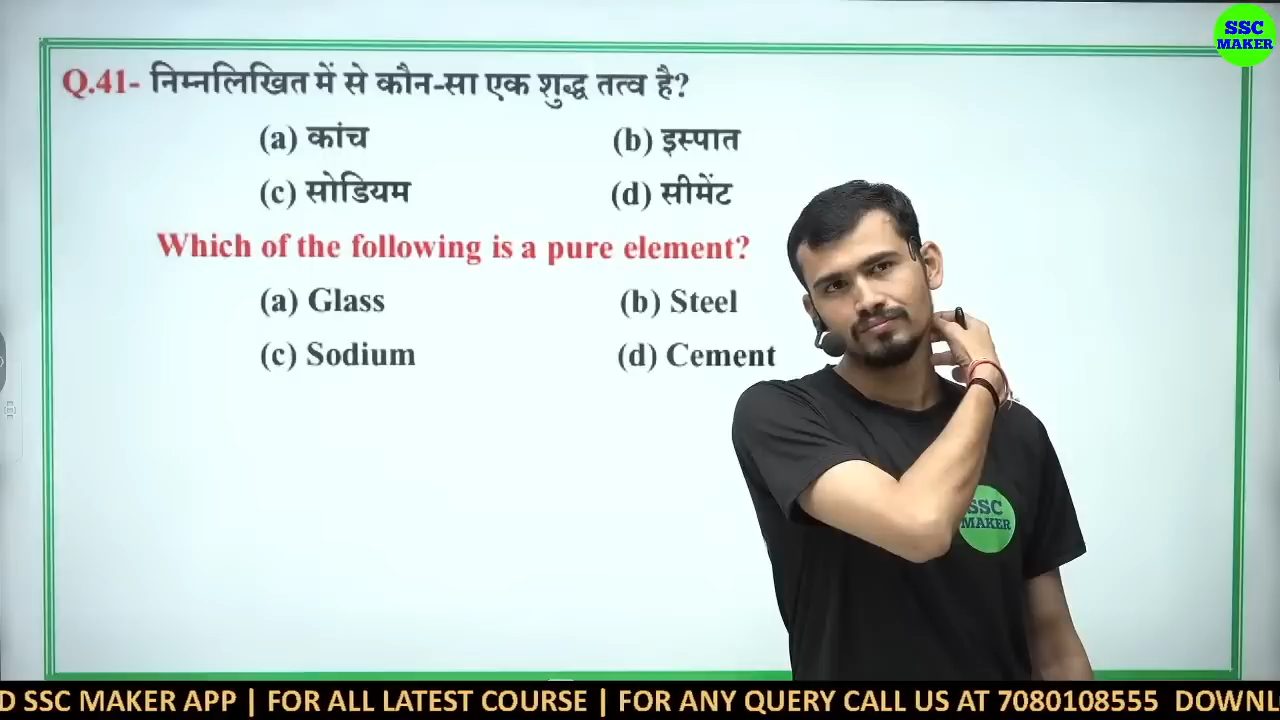 SSC
MAKER
Q.41- निम्नलिखित में से कौन-सा एक शुद्ध तत्व है?
(a) कांच (b) इस्पात
(c) सोडियम (d) सीमेंट
Which of the following is a pure element?
(a) Glass (b) Steel
(c) Sodium (d) Cement
SSC
MAKER
D SSC MAKER APP | FOR ALL LATEST COURSE | FOR ANY QUERY CALL US AT 7080108555 DOWNL